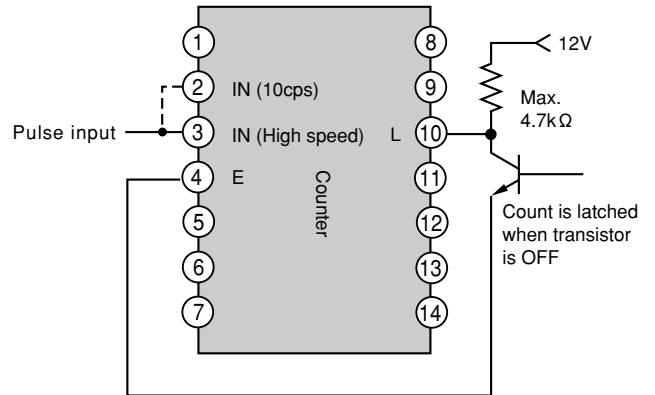 1
8
12V
2
IN (10cps)
9
Max.
4.7kΩ
Pulse input
3
IN (High speed)
L
10
4
E
11
Counter
Count is latched
when transistor
is OFF
5
12
6
13
7
14